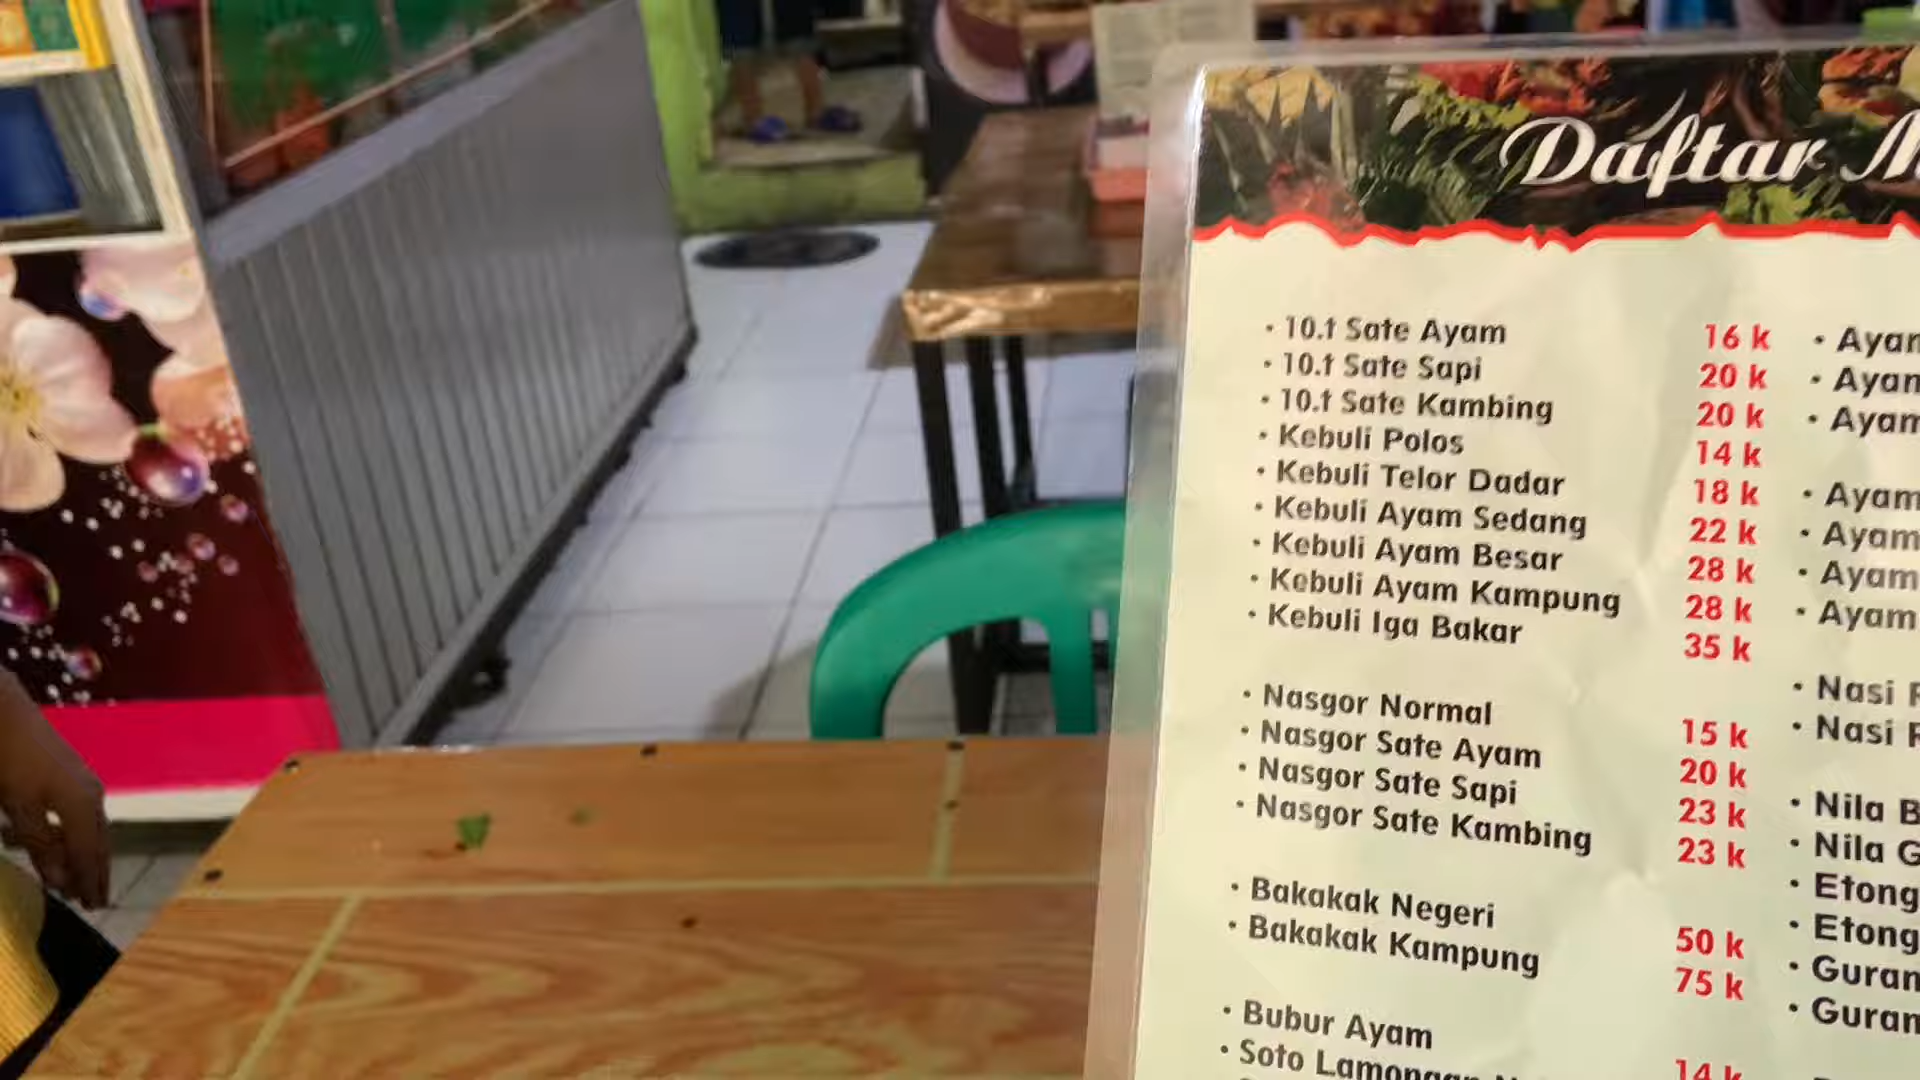 Daftar
· 10.t Sate Ayam 16 k
· 10.t Sate Sapi 20 k
· 10.t Sate Kambing 20 k
· Kebuli Polos 14 k
· Kebuli Telor Dadar 18 k
· Kebuli Ayam Sedang 22 k
· Kebuli Ayam Besar 28 k
· Kebuli Ayam Kampung 28 k
· Kebuli Iga Bakar 35 k
· Nasgor Normal 15 k
· Nasgor Sate Ayam 20 k
· Nasgor Sate Sapi 23 k
· Nasgor Sate Kambing 23 k
· Bakakak Negeri 50 k
· Bakakak Kampung 75 k
· Bubur Ayam 14 k
· Soto Lamongan
· Ayam
· Ayam
· Ayam
· Ayam
· Nasi
· Nasi
· Nila
· Nila
· Etong
· Etong